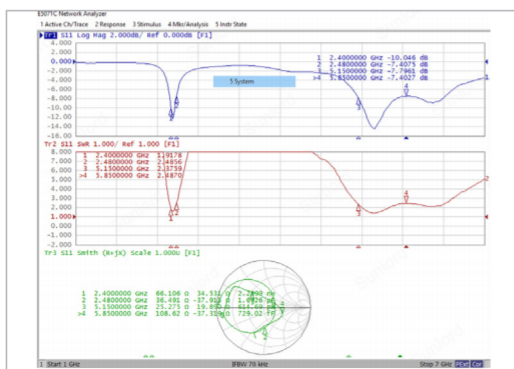 E5071C Network Analyzer
1 Active Ch/Trace 2 Response 3 Stimulus 4 Mkr/Analysis 5 Instr State
Tr1 S11 Log Mag 2.000dB/ Ref 0.000dB [F1]
4.000
2.000
0.000
-2.000
-4.000
-6.000
-8.000
-10.00
-12.00
-14.00
-16.00
1 2.4000000 GHz -10.046 dB
2 2.4800000 GHz -7.4075 dB
3 5.1500000 GHz -7.7961 dB
>4 5.8500000 GHz -7.4027 dB
5 System
Tr2 S11 SWR 1.000/ Ref 1.000 [F1]
8.000
7.000
6.000
5.000
4.000
3.000
2.000
1.000
0.000
-1.000
-2.000
1 2.4000000 GHz 1.9178
2 2.4800000 GHz 2.4856
3 5.1500000 GHz 2.3759
>4 5.8500000 GHz 2.4870
Tr3 S11 Smith (R+jX) Scale 1.000U [F1]
1 2.4000000 GHz 66.106 Ω 34.531 Ω
2 2.4800000 GHz 36.491 Ω
3 5.1500000 GHz 25.275 Ω
>4 5.8500000 GHz 108.62 Ω 729.02 fF
1 Start 1 GHz
IFBW 70 kHz
Stop 7 GHz Cor